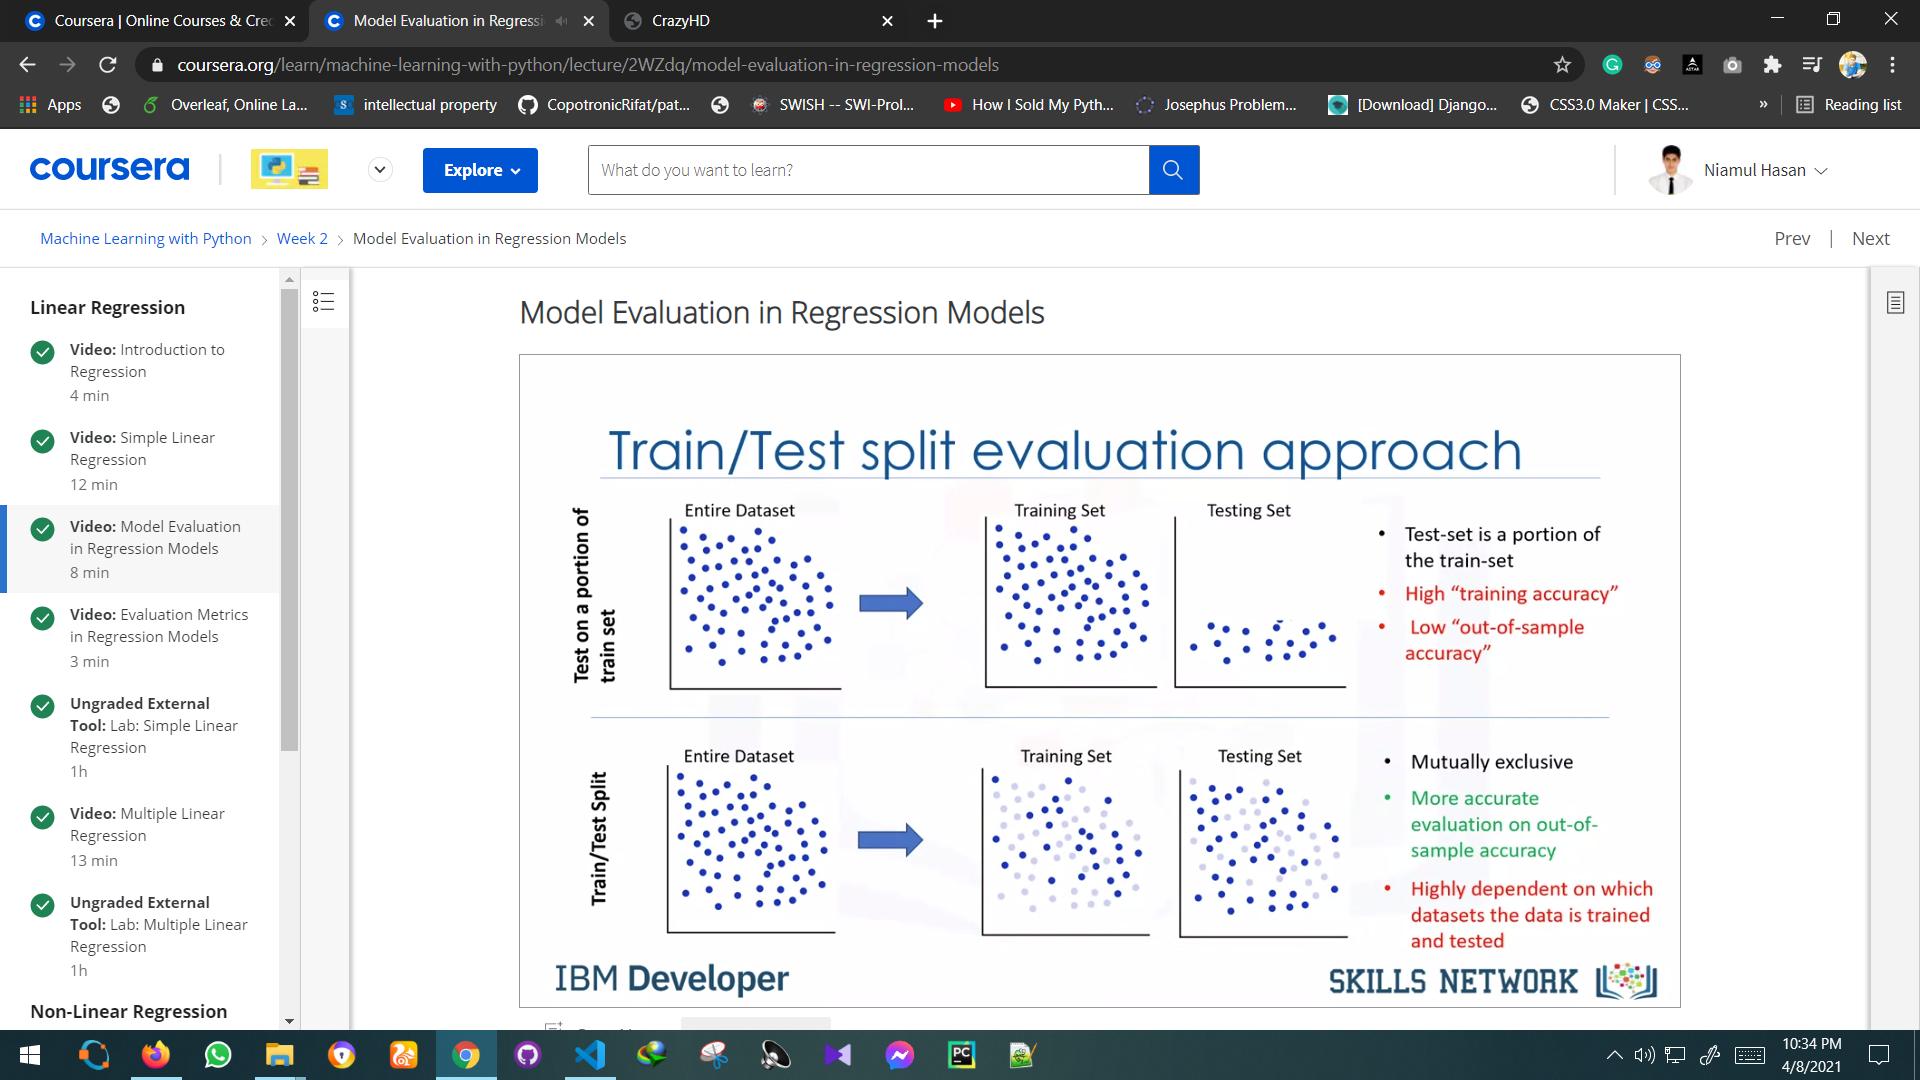 Coursera | Online Courses & Cre
Model Evaluation in Regressi
CrazyHD
coursera.org/learn/machine-learning-with-python/lecture/2WZdq/model-evaluation-in-regression-models
Apps
Overleaf, Online La...
intellectual property
CopotronicRifat/pat...
SWISH -- SWI-Prol...
How I Sold My Pyth...
Josephus Problem...
[Download] Django...
CSS3.0 Maker | CSS...
»
Reading list
coursera
Explore
What do you want to learn?
Niamul Hasan
Machine Learning with Python > Week 2 > Model Evaluation in Regression Models
Prev | Next
Linear Regression
Video: Introduction to
Regression
4 min
Video: Simple Linear
Regression
12 min
Video: Model Evaluation
in Regression Models
8 min
Video: Evaluation Metrics
in Regression Models
3 min
Ungraded External
Tool: Lab: Simple Linear
Regression
1h
Video: Multiple Linear
Regression
13 min
Ungraded External
Tool: Lab: Multiple Linear
Regression
1h
Non-Linear Regression
Model Evaluation in Regression Models
Train/Test split evaluation approach
Test on a portion of
train set
Entire Dataset
Training Set
Testing Set
• Test-set is a portion of
the train-set
• High “training accuracy”
• Low “out-of-sample
accuracy”
Train/Test Split
Entire Dataset
Training Set
Testing Set
• Mutually exclusive
• More accurate
evaluation on out-of-
sample accuracy
• Highly dependent on which
datasets the data is trained
and tested
IBM Developer
SKILLS NETWORK
10:34 PM
4/8/2021